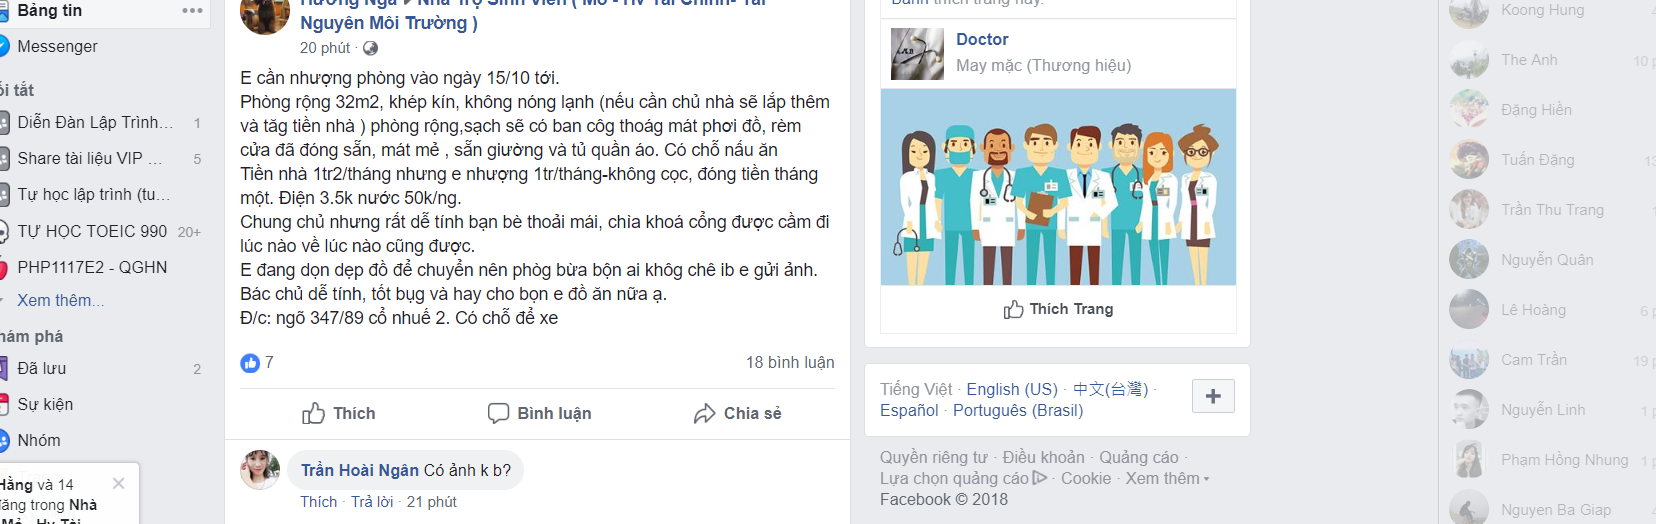 Bảng tin
Messenger
i tắt
Diễn Đàn Lập Trình... 1
Share tài liệu VIP ... 5
Tự học lập trình (tu...
TỰ HỌC TOEIC 990 20+
PHP1117E2 - QGHN
Xem thêm...
hám phá
Đã lưu 2
Sự kiện
Nhóm
Hằng và 14
đăng trong Nhà
Hương Nga Nhà Trọ Sinh Viên ( Mỏ - Hv Tài Chính- Tài
Nguyên Môi Trường )
20 phút ·
E cần nhượng phòng vào ngày 15/10 tới.
Phòng rộng 32m2, khép kín, không nóng lạnh (nếu cần chủ nhà sẽ lắp thêm
và tăg tiền nhà ) phòng rộng,sạch sẽ có ban côg thoág mát phơi đồ, rèm
cửa đã đóng sẵn, mát mẻ , sẵn giường và tủ quần áo. Có chỗ nấu ăn
Tiền nhà 1tr2/tháng nhưng e nhượng 1tr/tháng-không cọc, đóng tiền tháng
một. Điện 3.5k nước 50k/ng.
Chung chủ nhưng rất dễ tính bạn bè thoải mái, chìa khoá cổng được cầm đi
lúc nào về lúc nào cũng được.
E đang dọn dẹp đồ để chuyển nên phòg bừa bộn ai khôg chê ib e gửi ảnh.
Bác chủ dễ tính, tốt bụg và hay cho bọn e đồ ăn nữa ạ.
Đ/c: ngõ 347/89 cổ nhuế 2. Có chỗ để xe
7
18 bình luận
Thích
Bình luận
Chia sẻ
Trần Hoài Ngân Có ảnh k b?
Thích · Trả lời · 21 phút
thích trang này.
Doctor
May mặc (Thương hiệu)
Thích Trang
Tiếng Việt · English (US) · 中文(台灣) ·
Español · Português (Brasil)
Quyền riêng tư · Điều khoản · Quảng cáo ·
Lựa chọn quảng cáo · Cookie · Xem thêm
Facebook © 2018
Koong Hung
The Anh 10 p
Đặng Hiền
Tuấn Đặng 13
Trần Thu Trang 1
Nguyễn Quân
Lê Hoàng 6 p
Cam Trần 19 p
Nguyễn Linh 1 p
Phạm Hồng Nhung 1 p
Nguyen Ba Giap